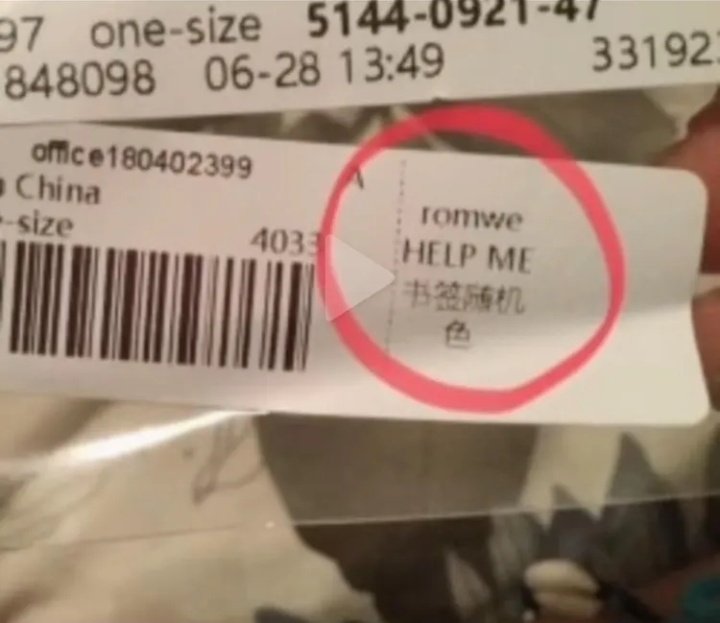 97 one-size 5144-0921-47
848098 06-28 13:49 331923
office180402399
China
-size
4033
romwe
HELP ME
书签随机
色